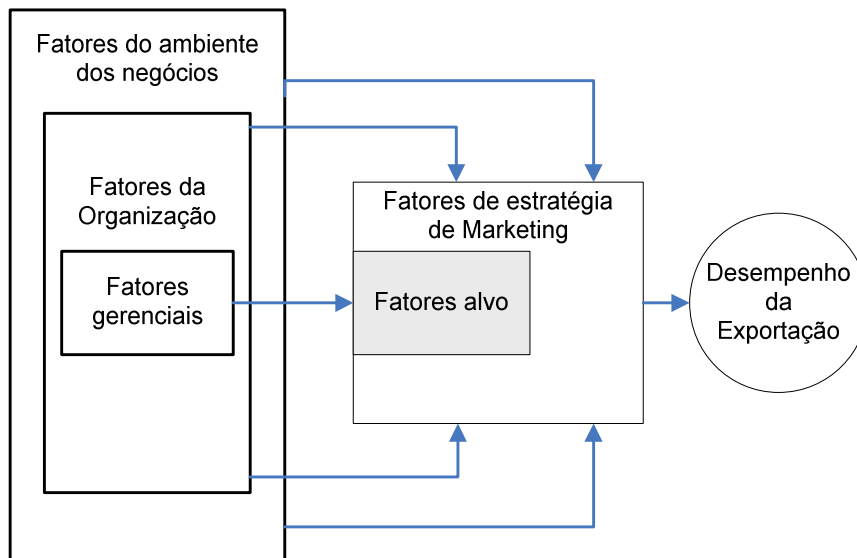 Fatores do ambiente
dos negócios
Fatores da
Organização
Fatores
gerenciais
Fatores de estratégia
de Marketing
Fatores alvo
Desempenho
da
Exportação